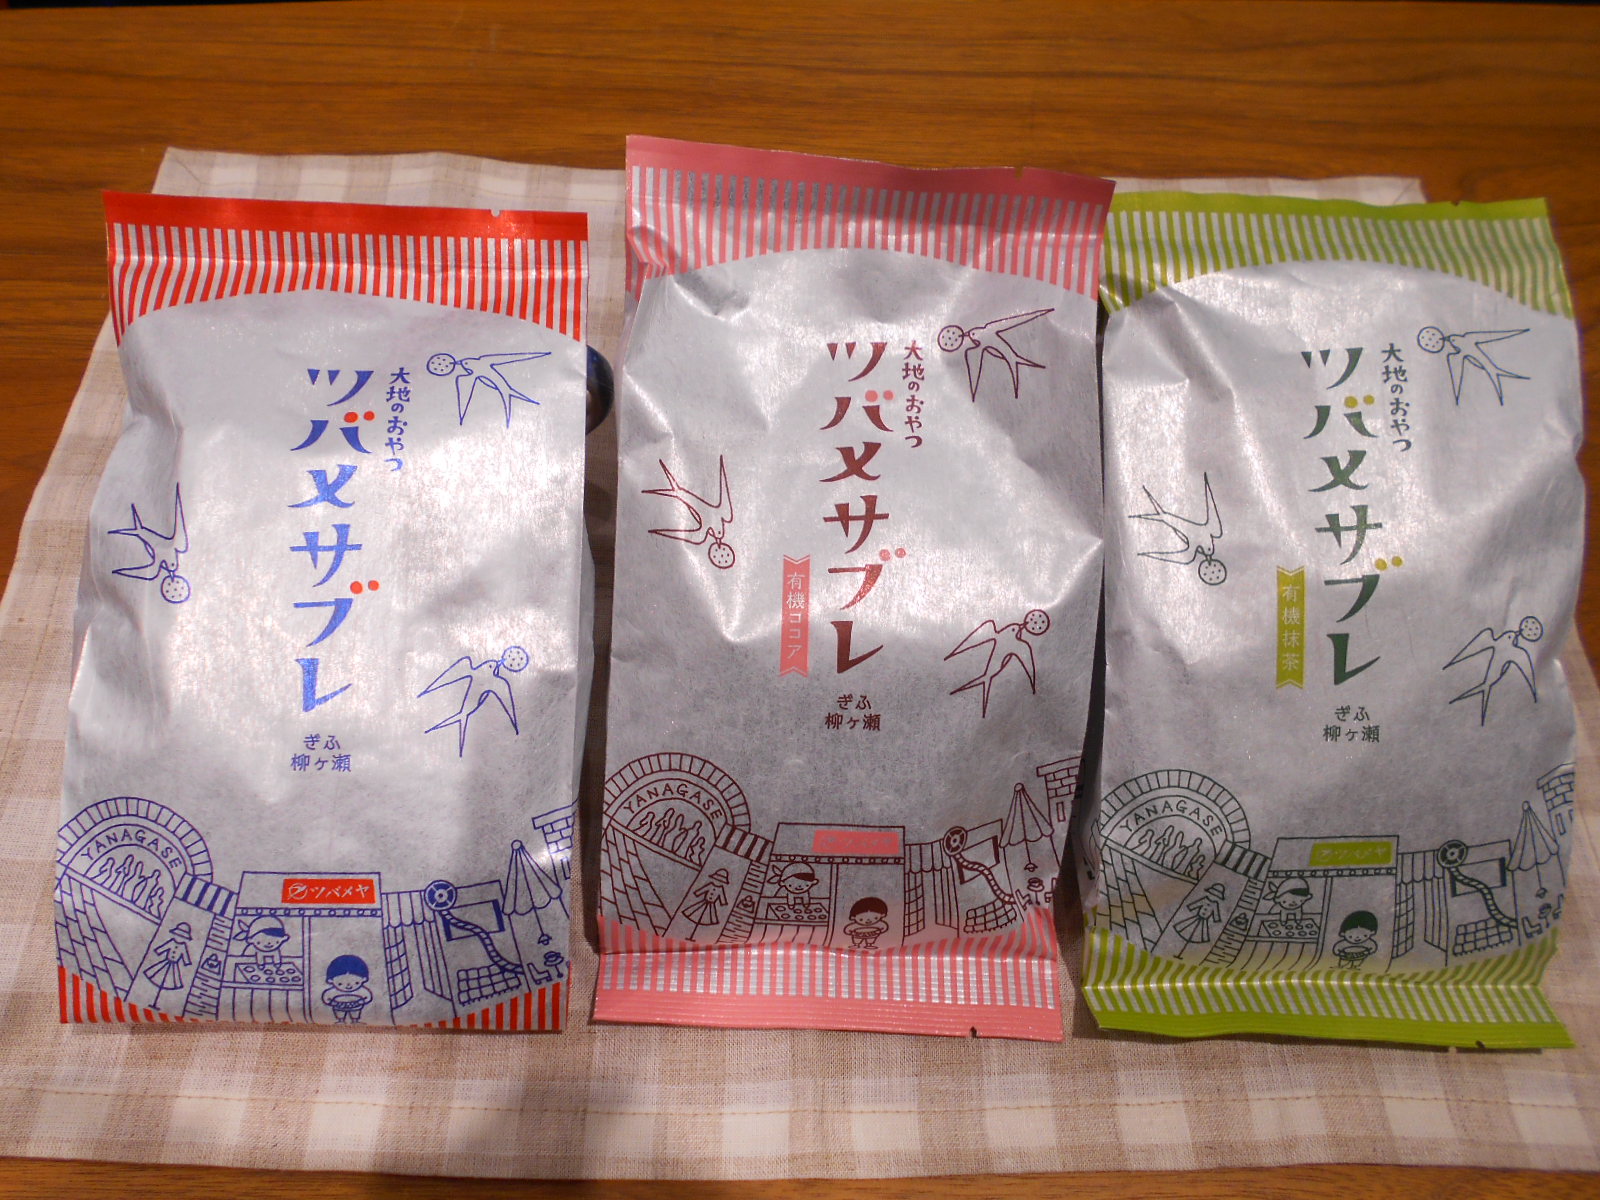 大地のおやつ
ツバメサブレ
ぎふ
柳ヶ瀬
YANAGASE
ツバメヤ
大地のおやつ
ツバメサブレ
有機ココア
ぎふ
柳ヶ瀬
YANAGASE
ツバメヤ
大地のおやつ
ツバメサブレ
有機抹茶
ぎふ
柳ヶ瀬
YANAGASE
ツバメヤ